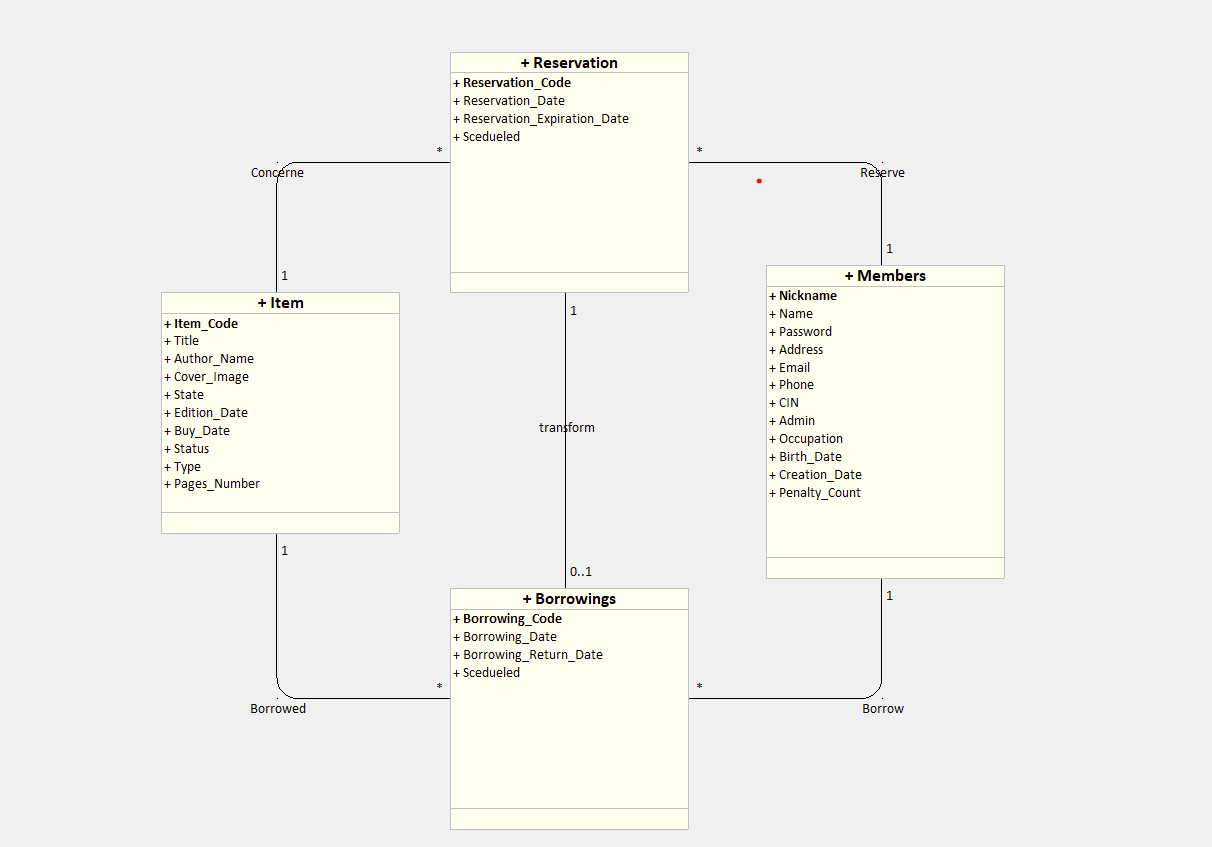 + Reservation
+ Reservation_Code
+ Reservation_Date
+ Reservation_Expiration_Date
+ Scedueled
*
*
Concerne
Reserve
1
1
+ Item
+ Item_Code
+ Title
+ Author_Name
+ Cover_Image
+ State
+ Edition_Date
+ Buy_Date
+ Status
+ Type
+ Pages_Number
1
transform
0..1
+ Members
+ Nickname
+ Name
+ Password
+ Address
+ Email
+ Phone
+ CIN
+ Admin
+ Occupation
+ Birth_Date
+ Creation_Date
+ Penalty_Count
1
1
+ Borrowings
+ Borrowing_Code
+ Borrowing_Date
+ Borrowing_Return_Date
+ Scedueled
*
*
Borrowed
Borrow